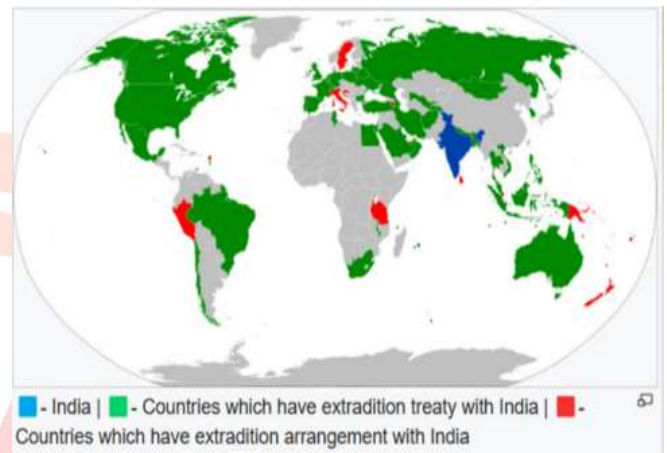 - India | - Countries which have extradition treaty with India | -
Countries which have extradition arrangement with India